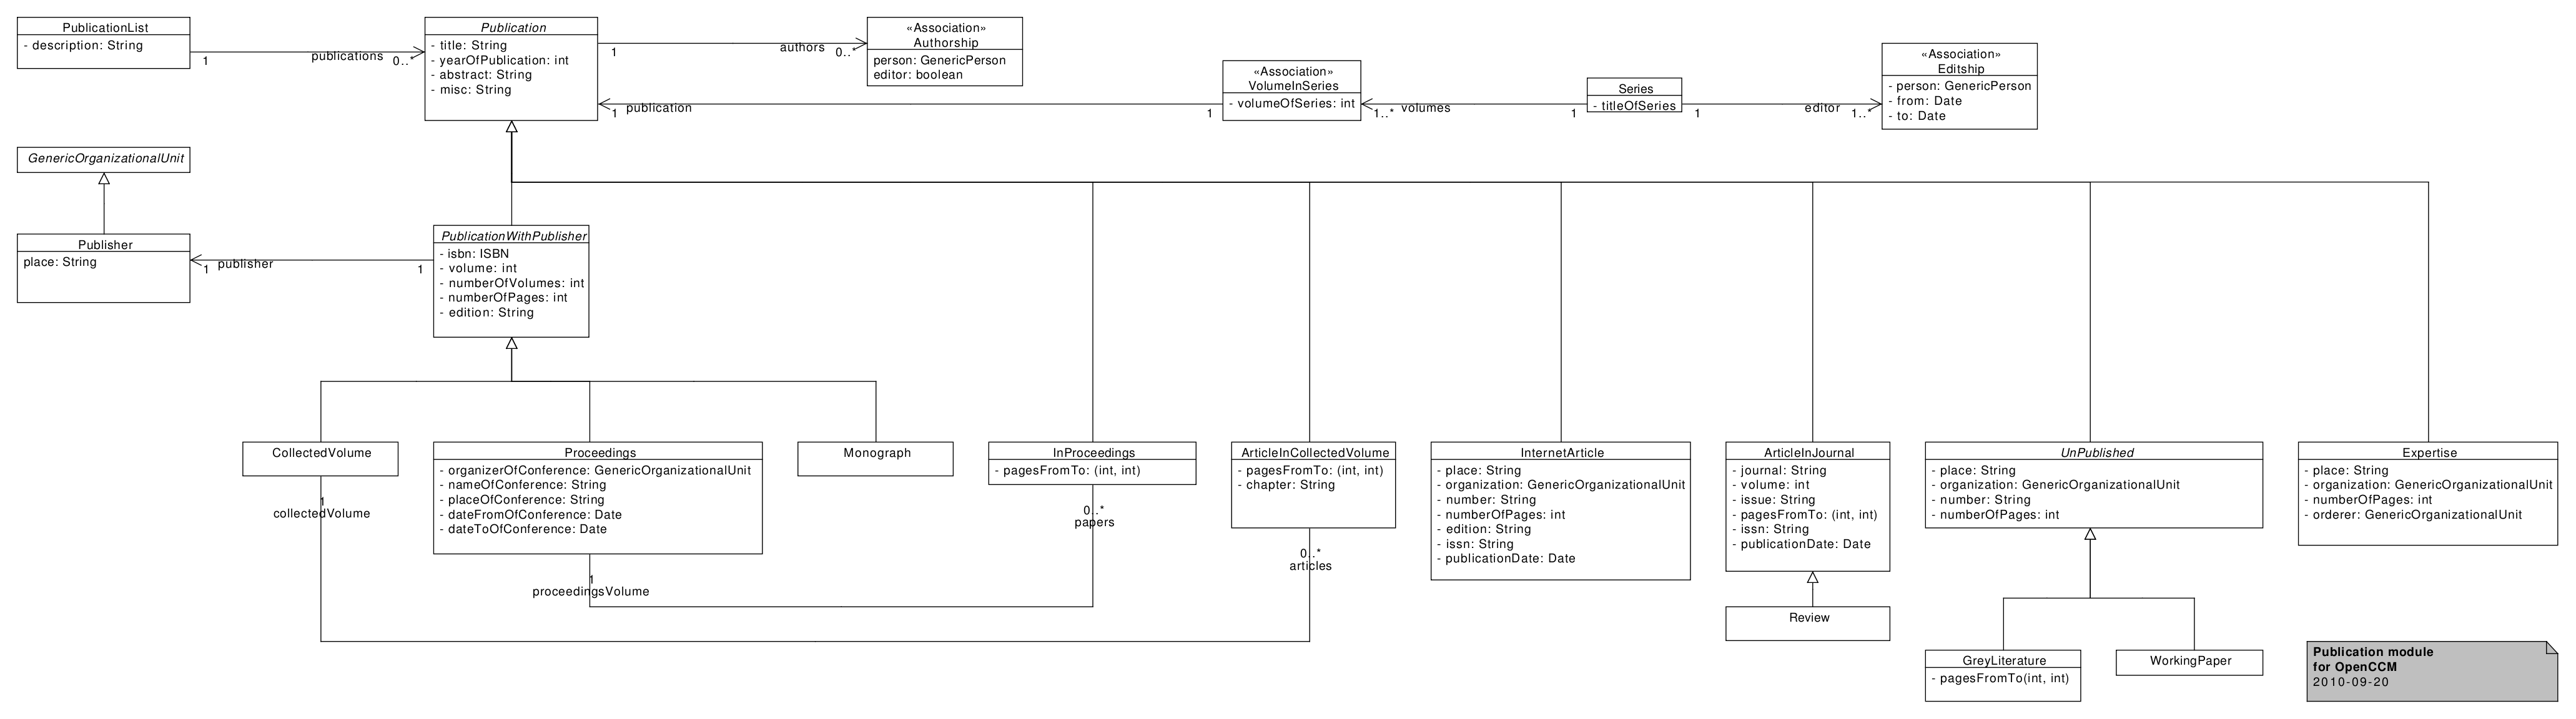 PublicationList
- description: String
1
publications
0..*
Publication
- title: String
- yearOfPublication: int
- abstract: String
- misc: String
1
authors
0..*
«Association»
Authorship
person: GenericPerson
editor: boolean
1
publication
1
«Association»
VolumeInSeries
- volumeOfSeries: int
1..*
volumes
1
Series
- titleOfSeries
1
editor
1..*
«Association»
Editship
- person: GenericPerson
- from: Date
- to: Date
GenericOrganizationalUnit
Publisher
place: String
1
publisher
1
PublicationWithPublisher
- isbn: ISBN
- volume: int
- numberOfVolumes: int
- numberOfPages: int
- edition: String
CollectedVolume
1
collectedVolume
Proceedings
- organizerOfConference: GenericOrganizationalUnit
- nameOfConference: String
- placeOfConference: String
- dateFromOfConference: Date
- dateToOfConference: Date
1
proceedingsVolume
Monograph
InProceedings
- pagesFromTo: (int, int)
0..*
papers
ArticleInCollectedVolume
- pagesFromTo: (int, int)
- chapter: String
0..*
articles
InternetArticle
- place: String
- organization: GenericOrganizationalUnit
- number: String
- numberOfPages: int
- edition: String
- issn: String
- publicationDate: Date
ArticleInJournal
- journal: String
- volume: int
- issue: String
- pagesFromTo: (int, int)
- issn: String
- publicationDate: Date
Review
UnPublished
- place: String
- organization: GenericOrganizationalUnit
- number: String
- numberOfPages: int
GreyLiterature
- pagesFromTo(int, int)
WorkingPaper
Expertise
- place: String
- organization: GenericOrganizationalUnit
- numberOfPages: int
- orderer: GenericOrganizationalUnit
Publication module
for OpenCCM
2010-09-20